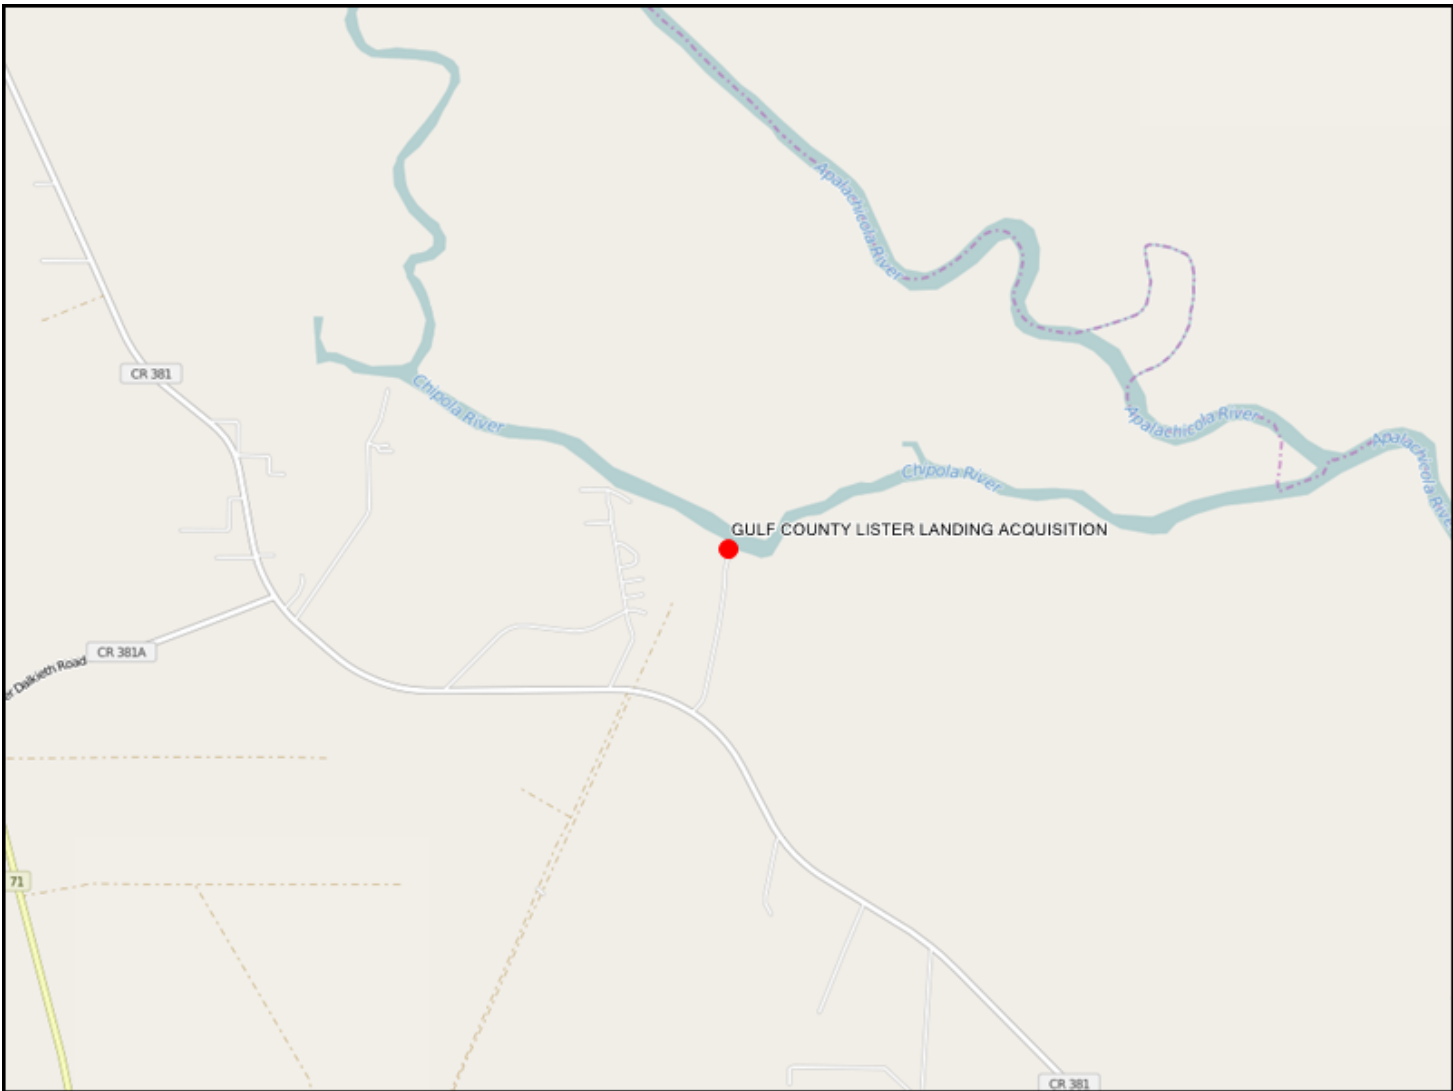 Apalachicola River
CR 381
Chipola River
Apalachicola River
Apalachicola River
Chipola River
GULF COUNTY LISTER LANDING ACQUISITION
CR 381A
er Dalkieth Road
71
CR 381